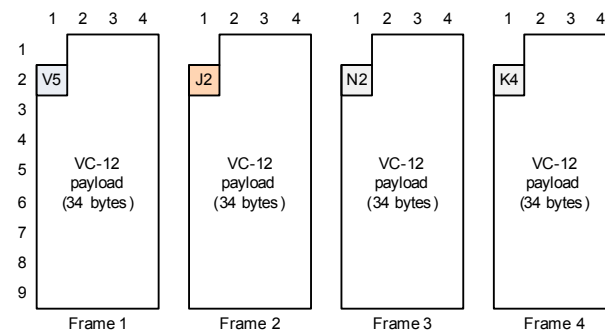 1 2 3 4 1 2 3 4 1 2 3 4 1 2 3 4
1
2 V5 J2 N2 K4
3
4
5 VC-12 VC-12 VC-12 VC-12
payload payload payload payload
6 (34 bytes) (34 bytes) (34 bytes) (34 bytes)
7
8
9
Frame 1 Frame 2 Frame 3 Frame 4